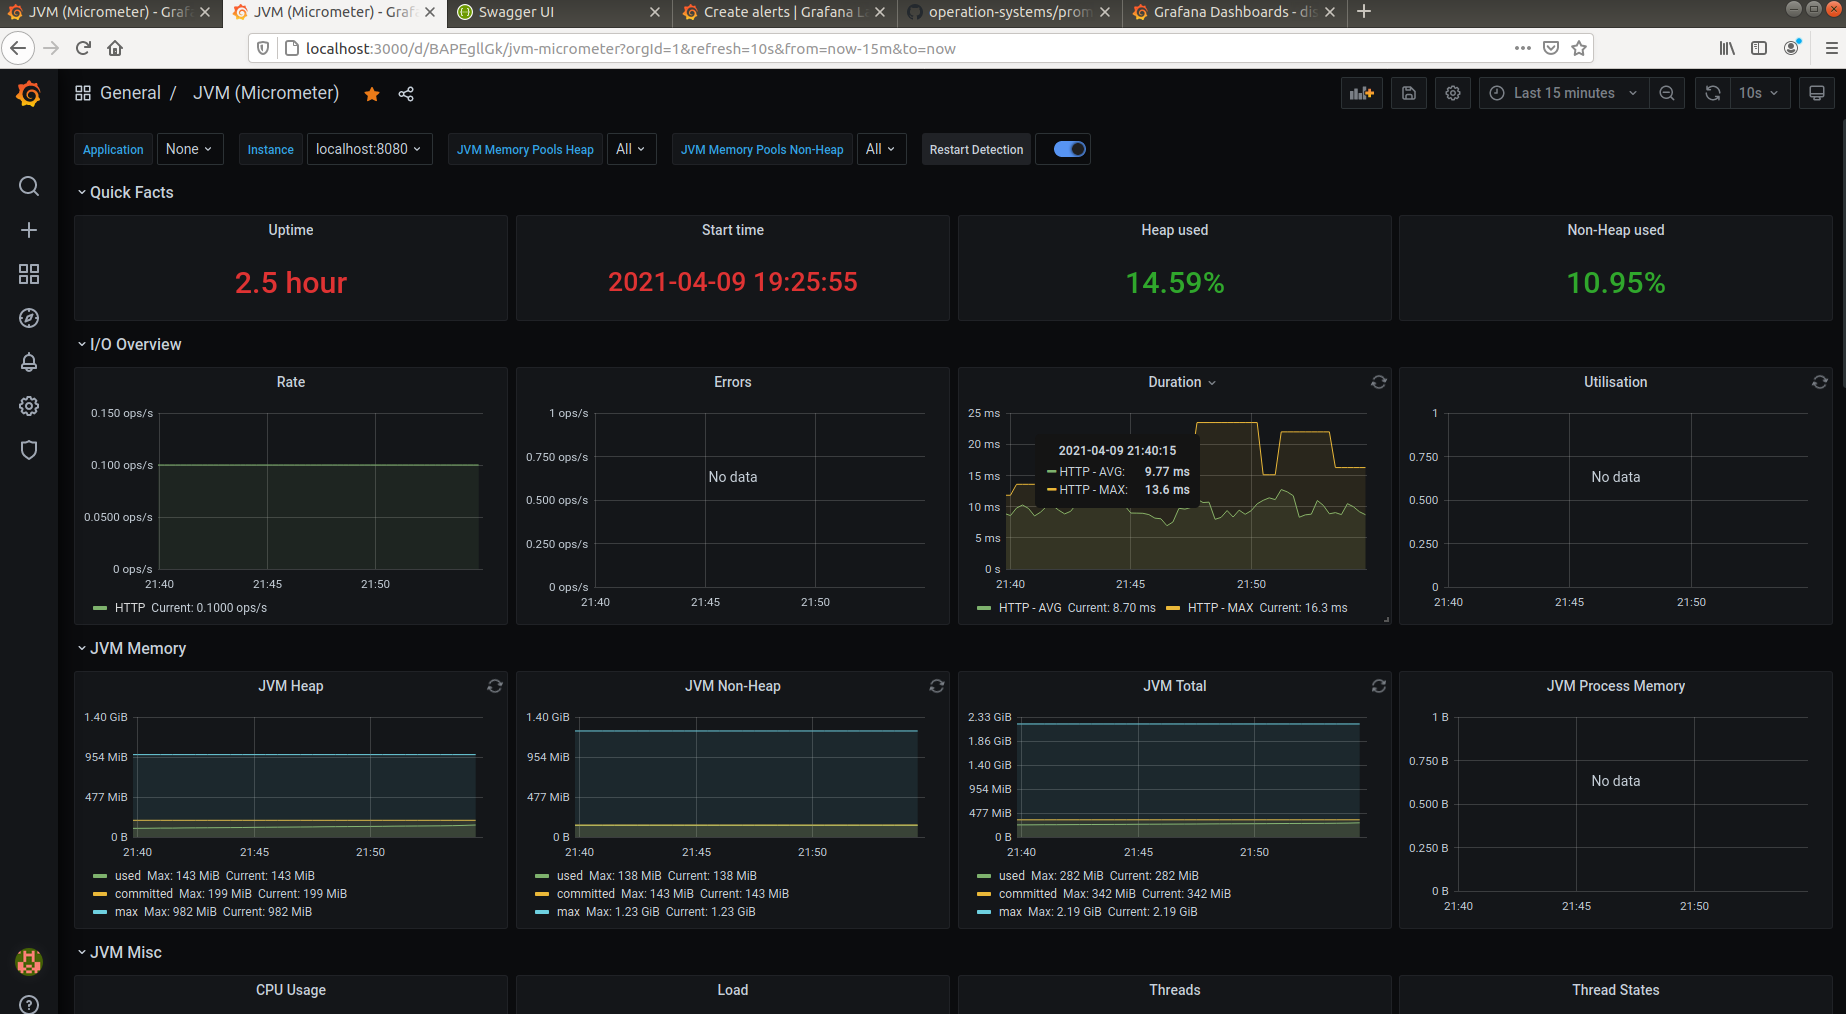 JVM (Micrometer) - Graf
JVM (Micrometer) - Grafa
Swagger UI
Create alerts | Grafana L
operation-systems/prom
Grafana Dashboards - dis
localhost:3000/d/BAPEgllGk/jvm-micrometer?orgId=1&refresh=10s&from=now-15m&to=now
General / JVM (Micrometer)
Last 15 minutes
10s
Application None
Instance localhost:8080
JVM Memory Pools Heap All
JVM Memory Pools Non-Heap All
Restart Detection
Quick Facts
Uptime
2.5 hour
Start time
2021-04-09 19:25:55
Heap used
14.59%
Non-Heap used
10.95%
I/O Overview
Rate
0.150 ops/s
0.100 ops/s
0.0500 ops/s
0 ops/s
21:40 21:45 21:50
HTTP Current: 0.1000 ops/s
Errors
1 ops/s
0.750 ops/s
0.500 ops/s
0.250 ops/s
0 ops/s
No data
21:40 21:45 21:50
Duration
25 ms
20 ms
15 ms
10 ms
5 ms
0 s
2021-04-09 21:40:15
HTTP - AVG: 9.77 ms
HTTP - MAX: 13.6 ms
21:40 21:45 21:50
HTTP - AVG Current: 8.70 ms HTTP - MAX Current: 16.3 ms
Utilisation
1
0.750
0.500
0.250
0
No data
21:40 21:45 21:50
JVM Memory
JVM Heap
1.40 GiB
954 MiB
477 MiB
0 B
21:40 21:45 21:50
used Max: 143 MiB Current: 143 MiB
committed Max: 199 MiB Current: 199 MiB
max Max: 982 MiB Current: 982 MiB
JVM Non-Heap
1.40 GiB
954 MiB
477 MiB
0 B
21:40 21:45 21:50
used Max: 138 MiB Current: 138 MiB
committed Max: 143 MiB Current: 143 MiB
max Max: 1.23 GiB Current: 1.23 GiB
JVM Total
2.33 GiB
1.86 GiB
1.40 GiB
954 MiB
477 MiB
0 B
21:40 21:45 21:50
used Max: 282 MiB Current: 282 MiB
committed Max: 342 MiB Current: 342 MiB
max Max: 2.19 GiB Current: 2.19 GiB
JVM Process Memory
1 B
0.750 B
0.500 B
0.250 B
0 B
No data
21:40 21:45 21:50
JVM Misc
CPU Usage
Load
Threads
Thread States